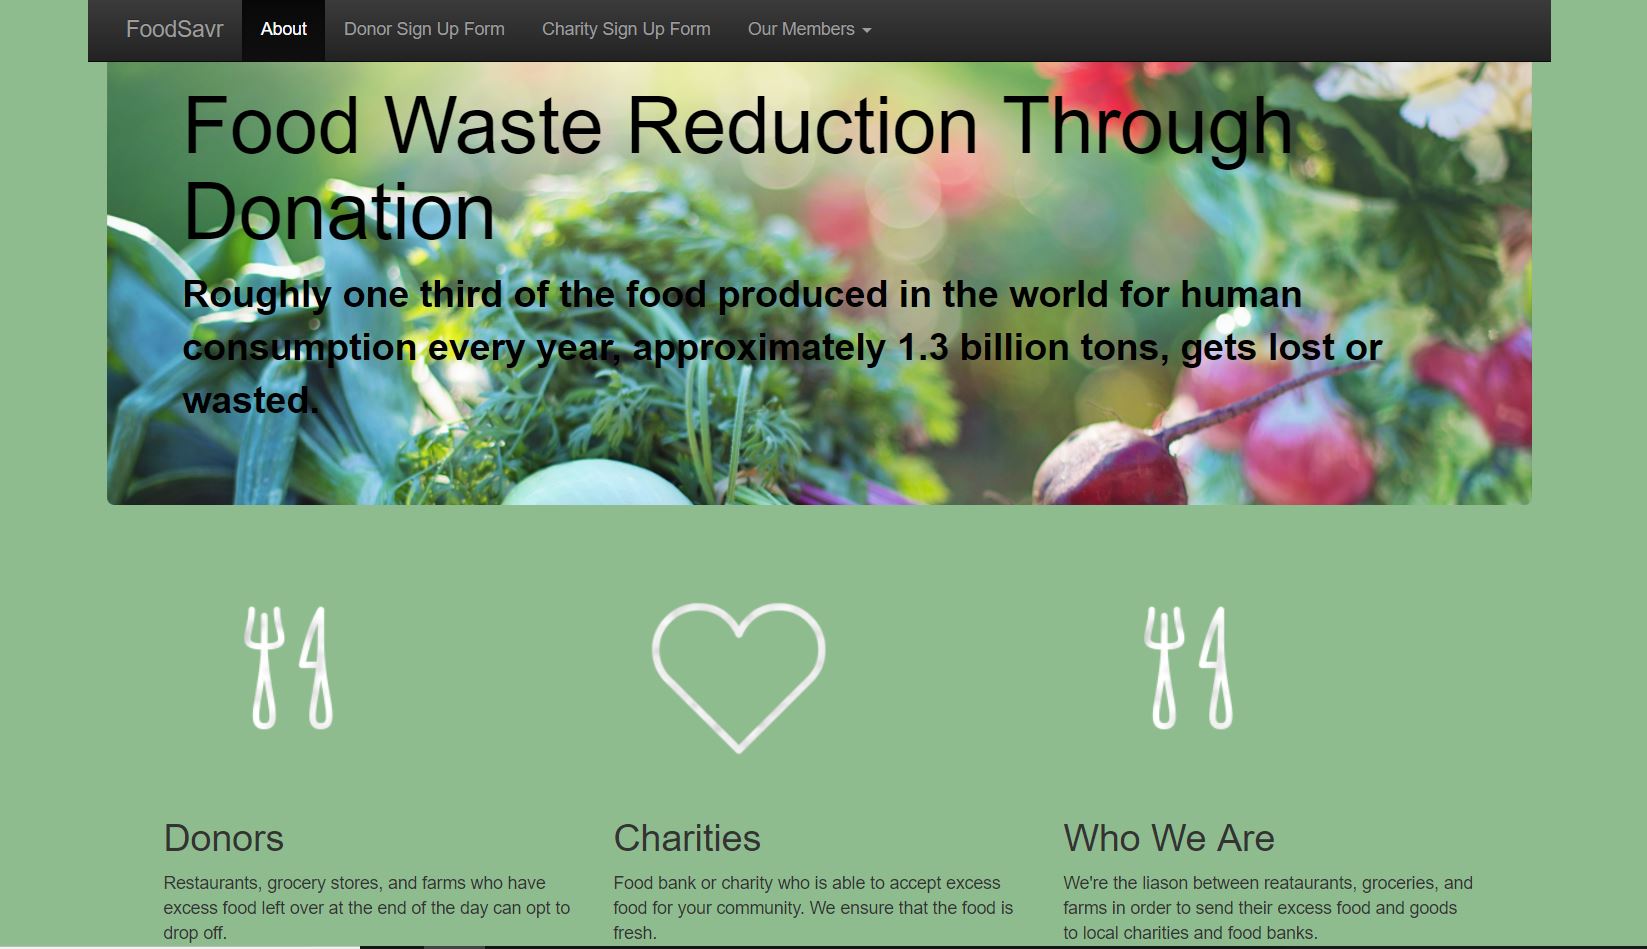 FoodSavr About Donor Sign Up Form Charity Sign Up Form Our Members
Food Waste Reduction Through
Donation
Roughly one third of the food produced in the world for human
consumption every year, approximately 1.3 billion tons, gets lost or
wasted.
Donors
Restaurants, grocery stores, and farms who have
excess food left over at the end of the day can opt to
drop off.
Charities
Food bank or charity who is able to accept excess
food for your community. We ensure that the food is
fresh.
Who We Are
We're the liason between reataurants, groceries, and
farms in order to send their excess food and goods
to local charities and food banks.